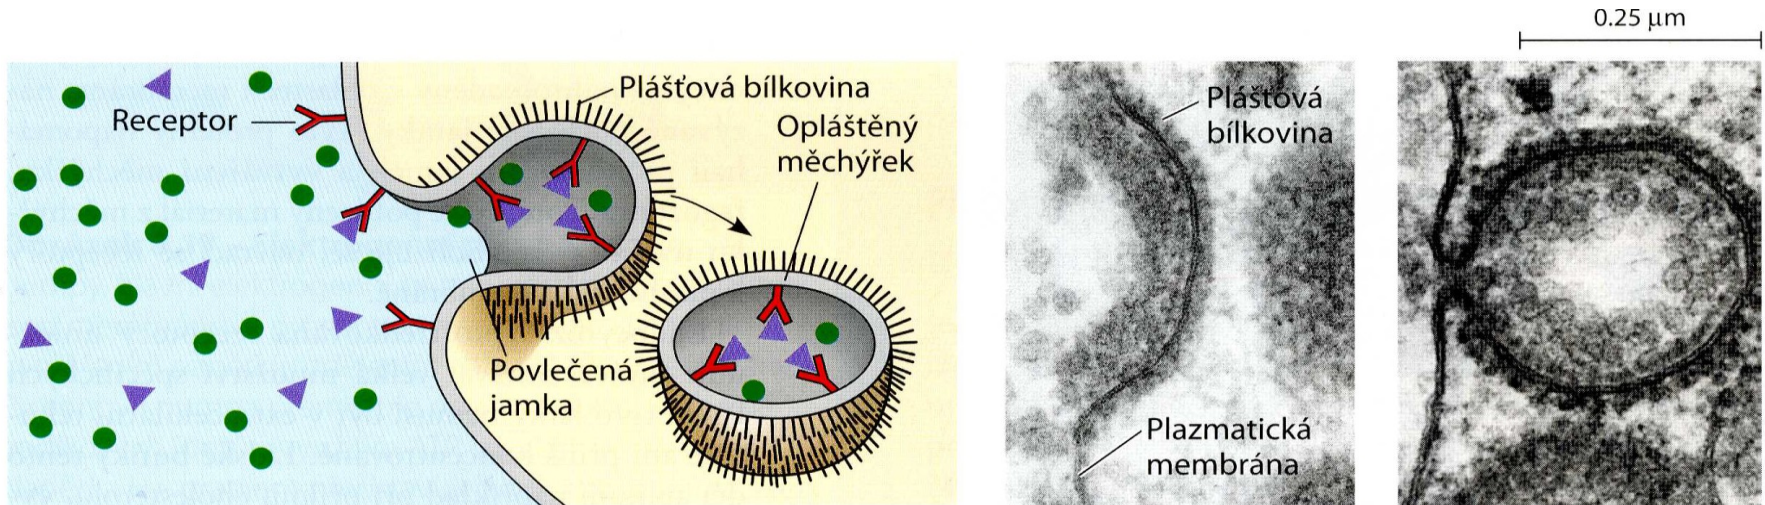 0.25 µm
Receptor
Plášťová bílkovina
Opláštěný
měchýřek
Povlečená
jamka
Plášťová
bílkovina
Plazmatická
membrána